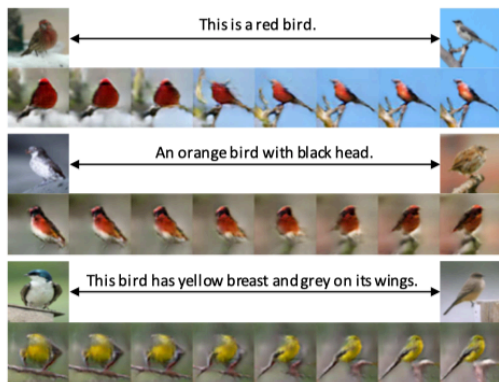 This is a red bird.
An orange bird with black head.
This bird has yellow breast and grey on its wings.